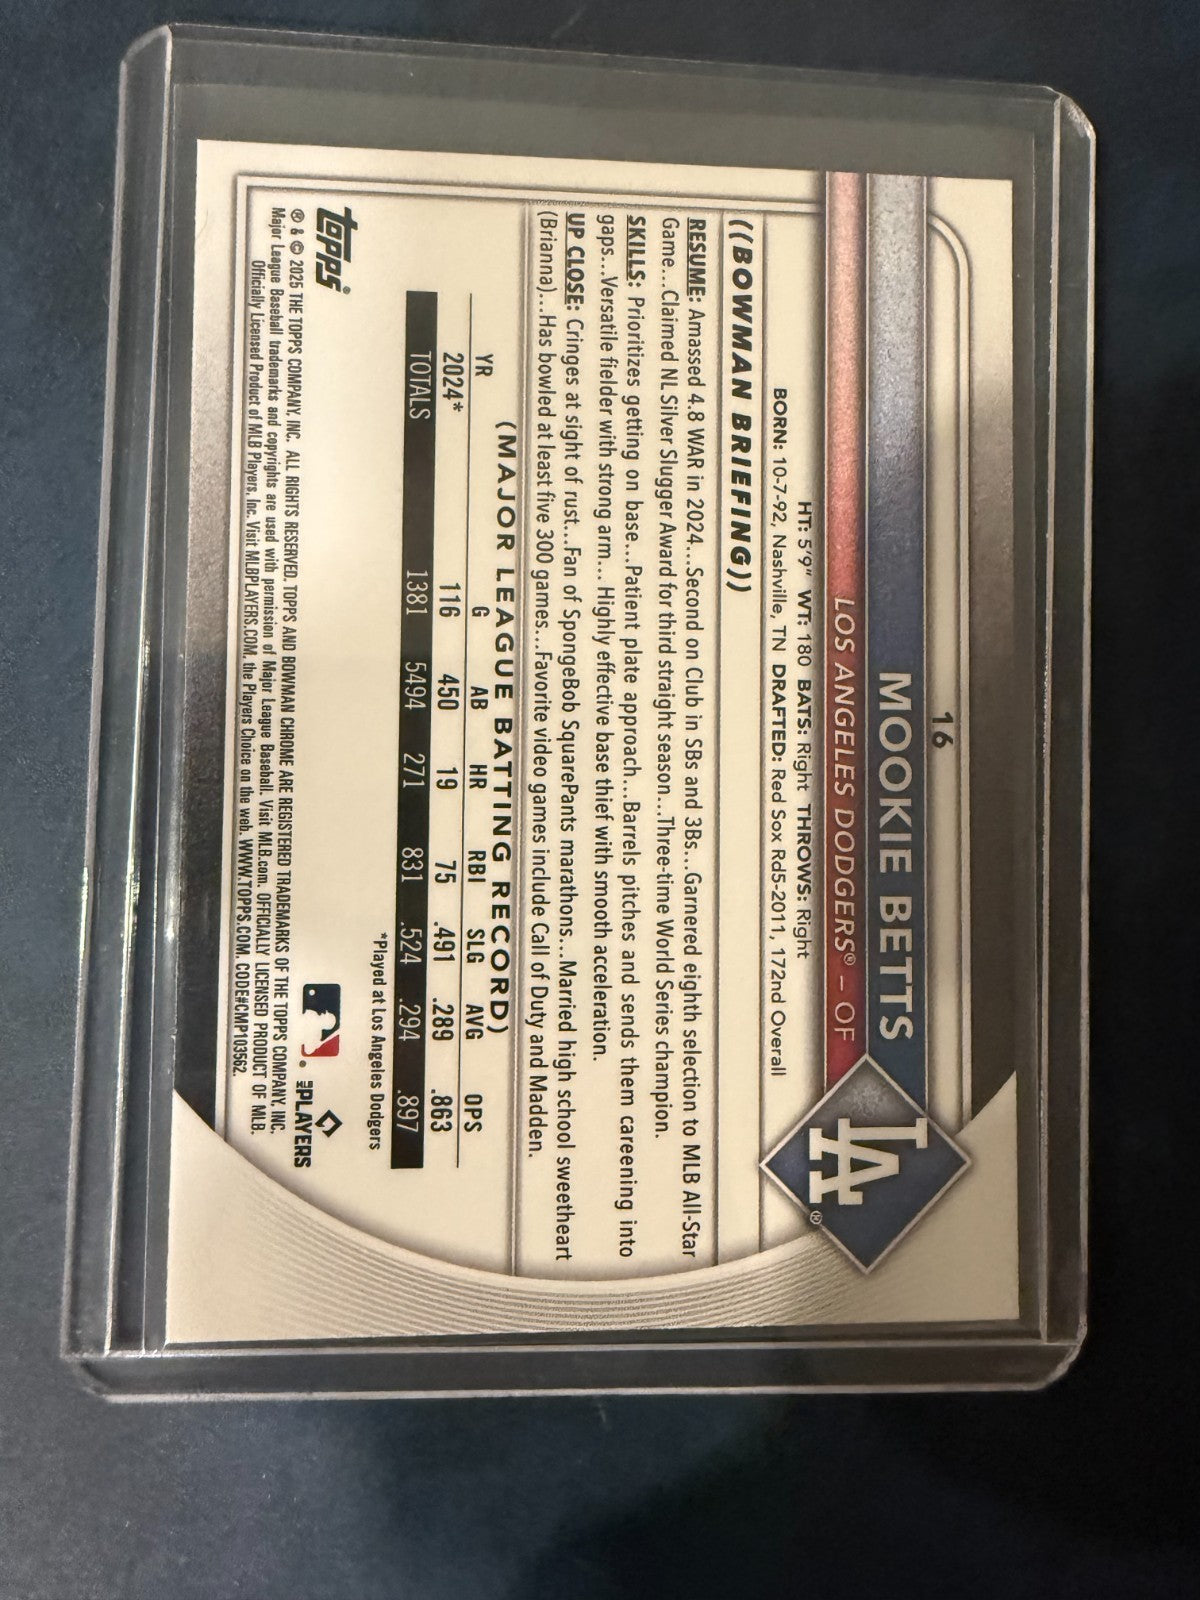 16
MOOKIE BETTS
LOS ANGELES DODGERS® – OF
LA®
HT: 5'9" WT: 180 BATS: Right THROWS: Right
BORN: 10-7-92, Nashville, TN DRAFTED: Red Sox Rd5-2011, 172nd Overall
((BOWMAN BRIEFING))
RESUME: Amassed 4.8 WAR in 2024...Second on Club in SBs and 3Bs...Garnered eighth selection to MLB All-Star
Game...Claimed NL Silver Slugger Award for third straight season...Three-time World Series champion.
SKILLS: Prioritizes getting on base...Patient plate approach...Barrels pitches and sends them careening into
gaps...Versatile fielder with strong arm... Highly effective base thief with smooth acceleration.
UP CLOSE: Cringes at sight of rust...Fan of SpongeBob SquarePants marathons...Married high school sweetheart
(Brianna)...Has bowled at least five 300 games...Favorite video games include Call of Duty and Madden.
(MAJOR LEAGUE BATTING RECORD)
YR G AB HR RBI SLG AVG OPS
2024* 116 450 19 75 .491 .289 .863
TOTALS 1381 5494 271 831 .524 .294 .897
*Played at Los Angeles Dodgers
topps®
MLB PLAYERS
® & © 2025 THE TOPPS COMPANY, INC. ALL RIGHTS RESERVED. TOPPS AND BOWMAN CHROME ARE REGISTERED TRADEMARKS OF THE TOPPS COMPANY, INC.
Major League Baseball trademarks and copyrights are used with permission of Major League Baseball. Visit MLB.com. OFFICIALLY LICENSED PRODUCT OF MLB.
Officially Licensed Product of MLB Players, Inc. Visit MLBPLAYERS.COM, the Players Choice on the web. WWW.TOPPS.COM. CODE#CMP103562.